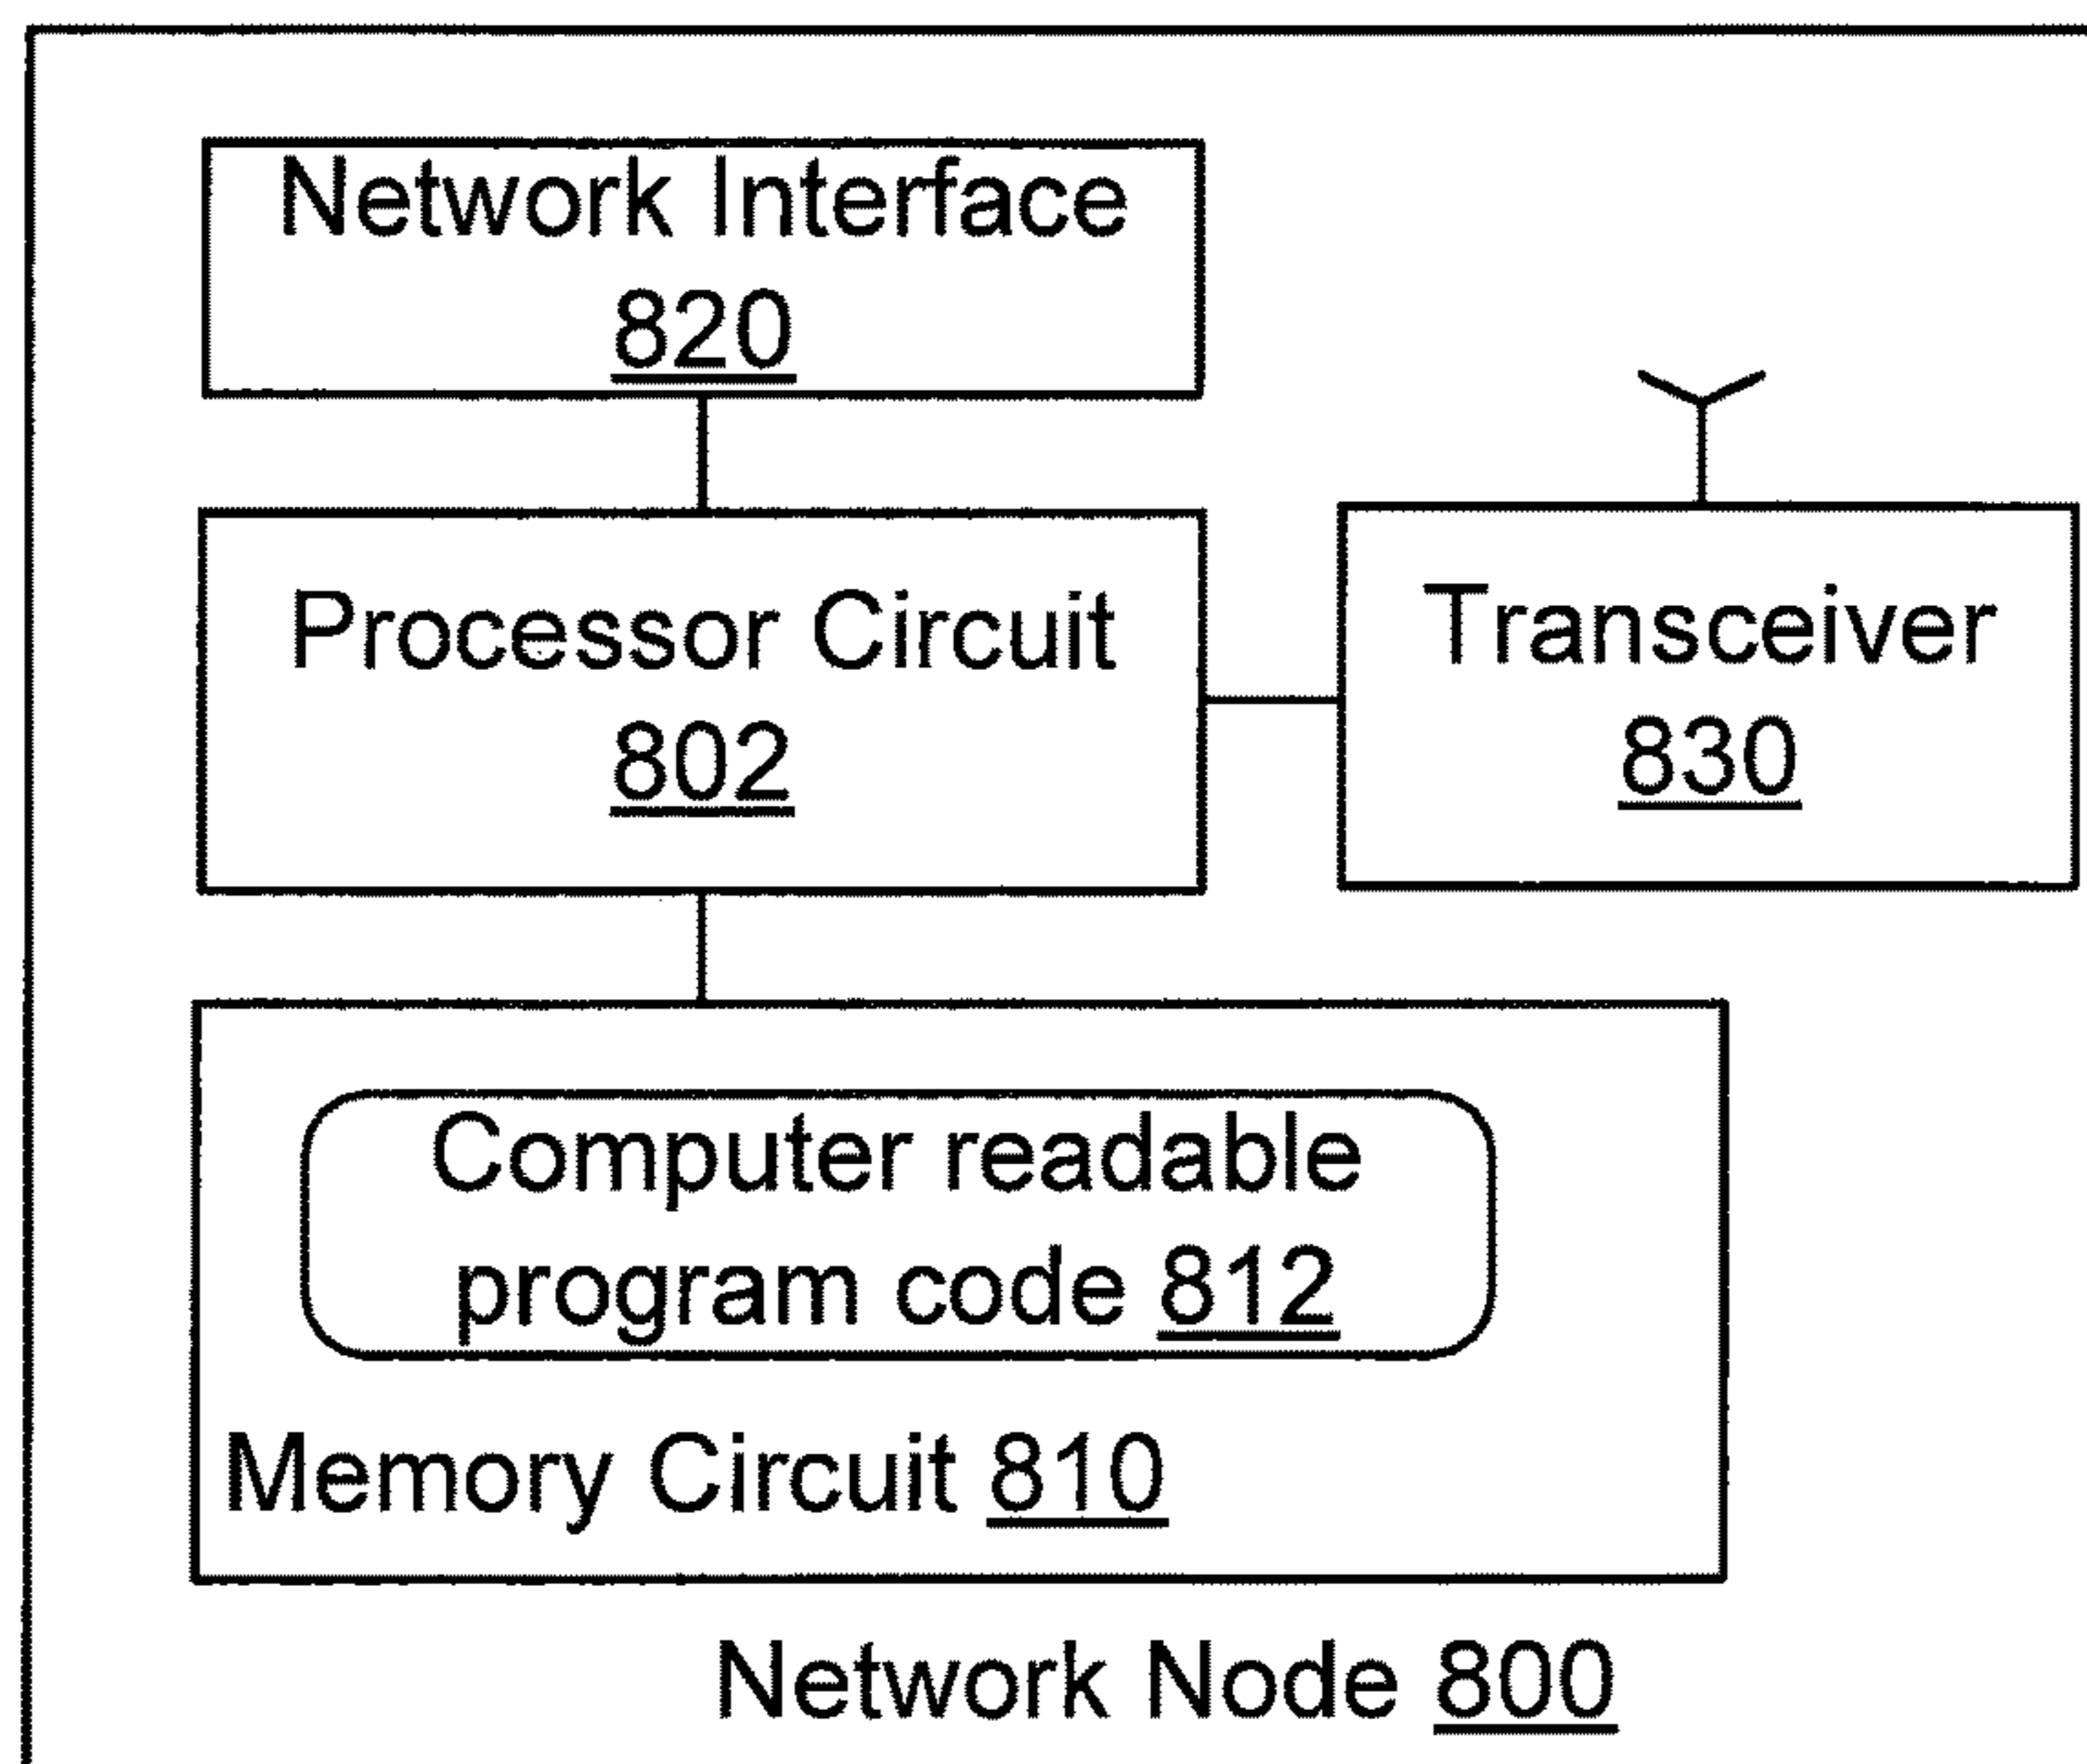 Network Interface
820
Processor Circuit
802
Transceiver
830
Computer readable
program code 812
Memory Circuit 810
Network Node 800